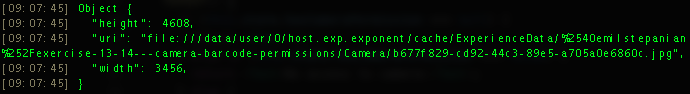 [09:07:45] Object {
[09:07:45]   "height": 4608,
[09:07:45]   "uri": "file:///data/user/0/host.exp.exponent/cache/ExperienceData/%2540emilstepanian
%252Fexercise-13-14---camera-barcode-permissions/Camera/b677f829-cd92-44c3-89e5-a705a0e6860c.jpg",
[09:07:45]   "width": 3456,
[09:07:45] }